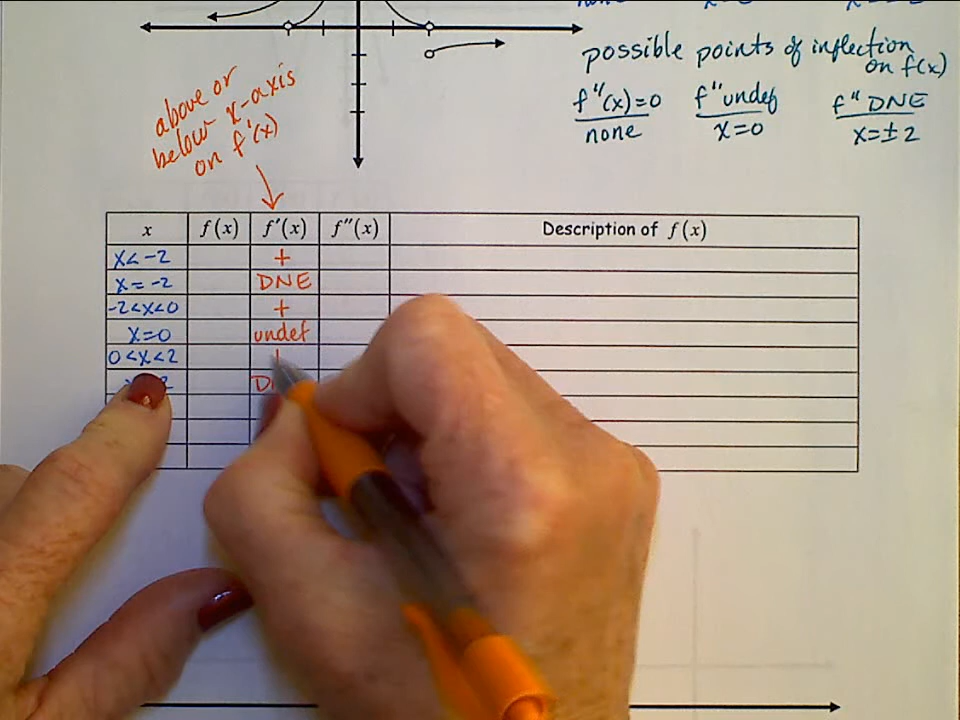 possible points of inflection
on f(x)
f"(x)=0 f" undef f" DNE
none x=0 x=±2
above or
below x-axis
on f'(x)
x f(x) f'(x) f"(x) Description of f(x)
x<-2 +
x=-2 DNE
-2<x<0 +
x=0 undef
0<x<2